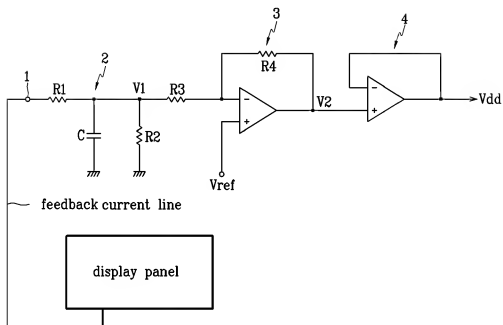 3
4
1
2
R1
V1
R3
R4
V2
Vdd
C
R2
Vref
feedback current line
display panel